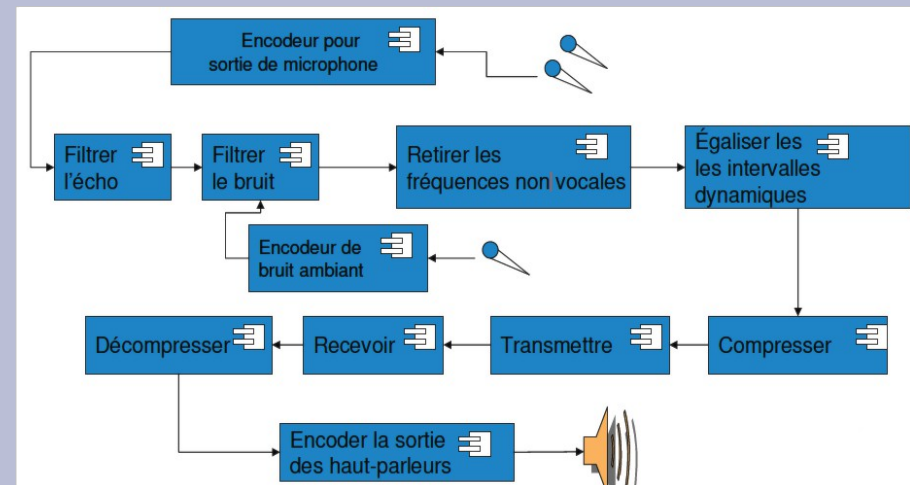 Encodeur pour
sortie de microphone
Filtrer
l'écho
Filtrer
le bruit
Retirer les
fréquences non vocales
Égaliser les
les intervalles
dynamiques
Encodeur de
bruit ambiant
Décompresser
Recevoir
Transmettre
Compresser
Encoder la sortie
des haut-parleurs